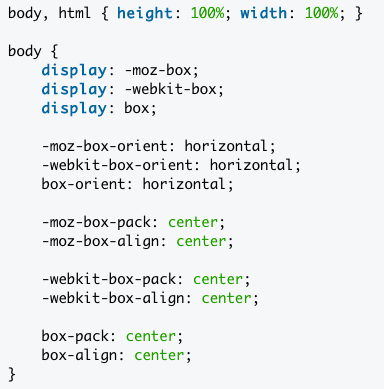 body, html { height: 100%; width: 100%; }
body {
display: -moz-box;
display: -webkit-box;
display: box;
-moz-box-orient: horizontal;
-webkit-box-orient: horizontal;
box-orient: horizontal;
-moz-box-pack: center;
-moz-box-align: center;
-webkit-box-pack: center;
-webkit-box-align: center;
box-pack: center;
box-align: center;
}